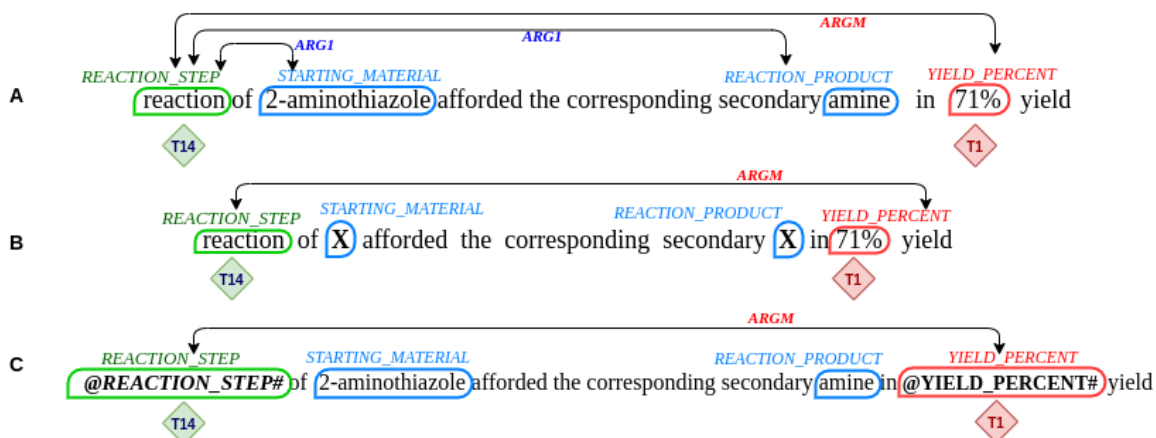 ARGM
ARG1
ARG1
REACTION_STEP STARTING_MATERIAL REACTION_PRODUCT YIELD_PERCENT
A reaction of 2-aminothiazole afforded the corresponding secondary amine in 71% yield
T14 T1
ARGM
REACTION_STEP STARTING_MATERIAL REACTION_PRODUCT YIELD_PERCENT
B reaction of X afforded the corresponding secondary X in 71% yield
T14 T1
ARGM
REACTION_STEP STARTING_MATERIAL REACTION_PRODUCT YIELD_PERCENT
C @REACTION_STEP# of 2-aminothiazole afforded the corresponding secondary amine in @YIELD_PERCENT# yield
T14 T1